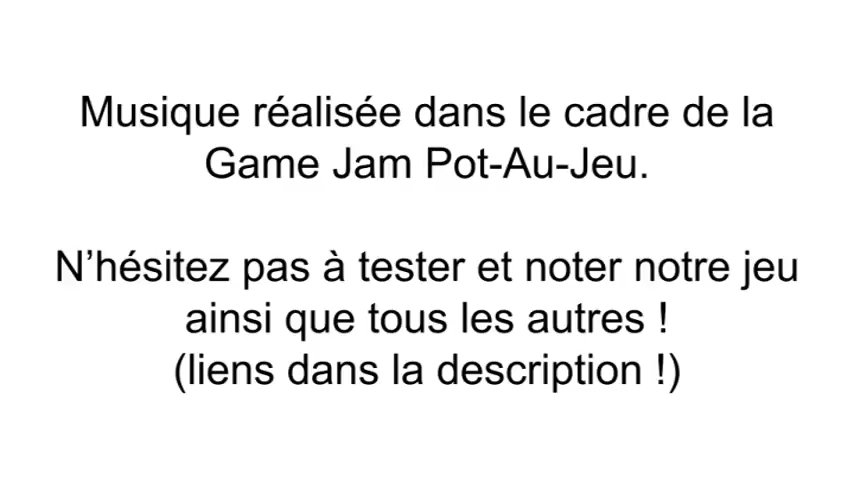 Musique réalisée dans le cadre de la
Game Jam Pot-Au-Jeu.
N’hésitez pas à tester et noter notre jeu
ainsi que tous les autres !
(liens dans la description !)